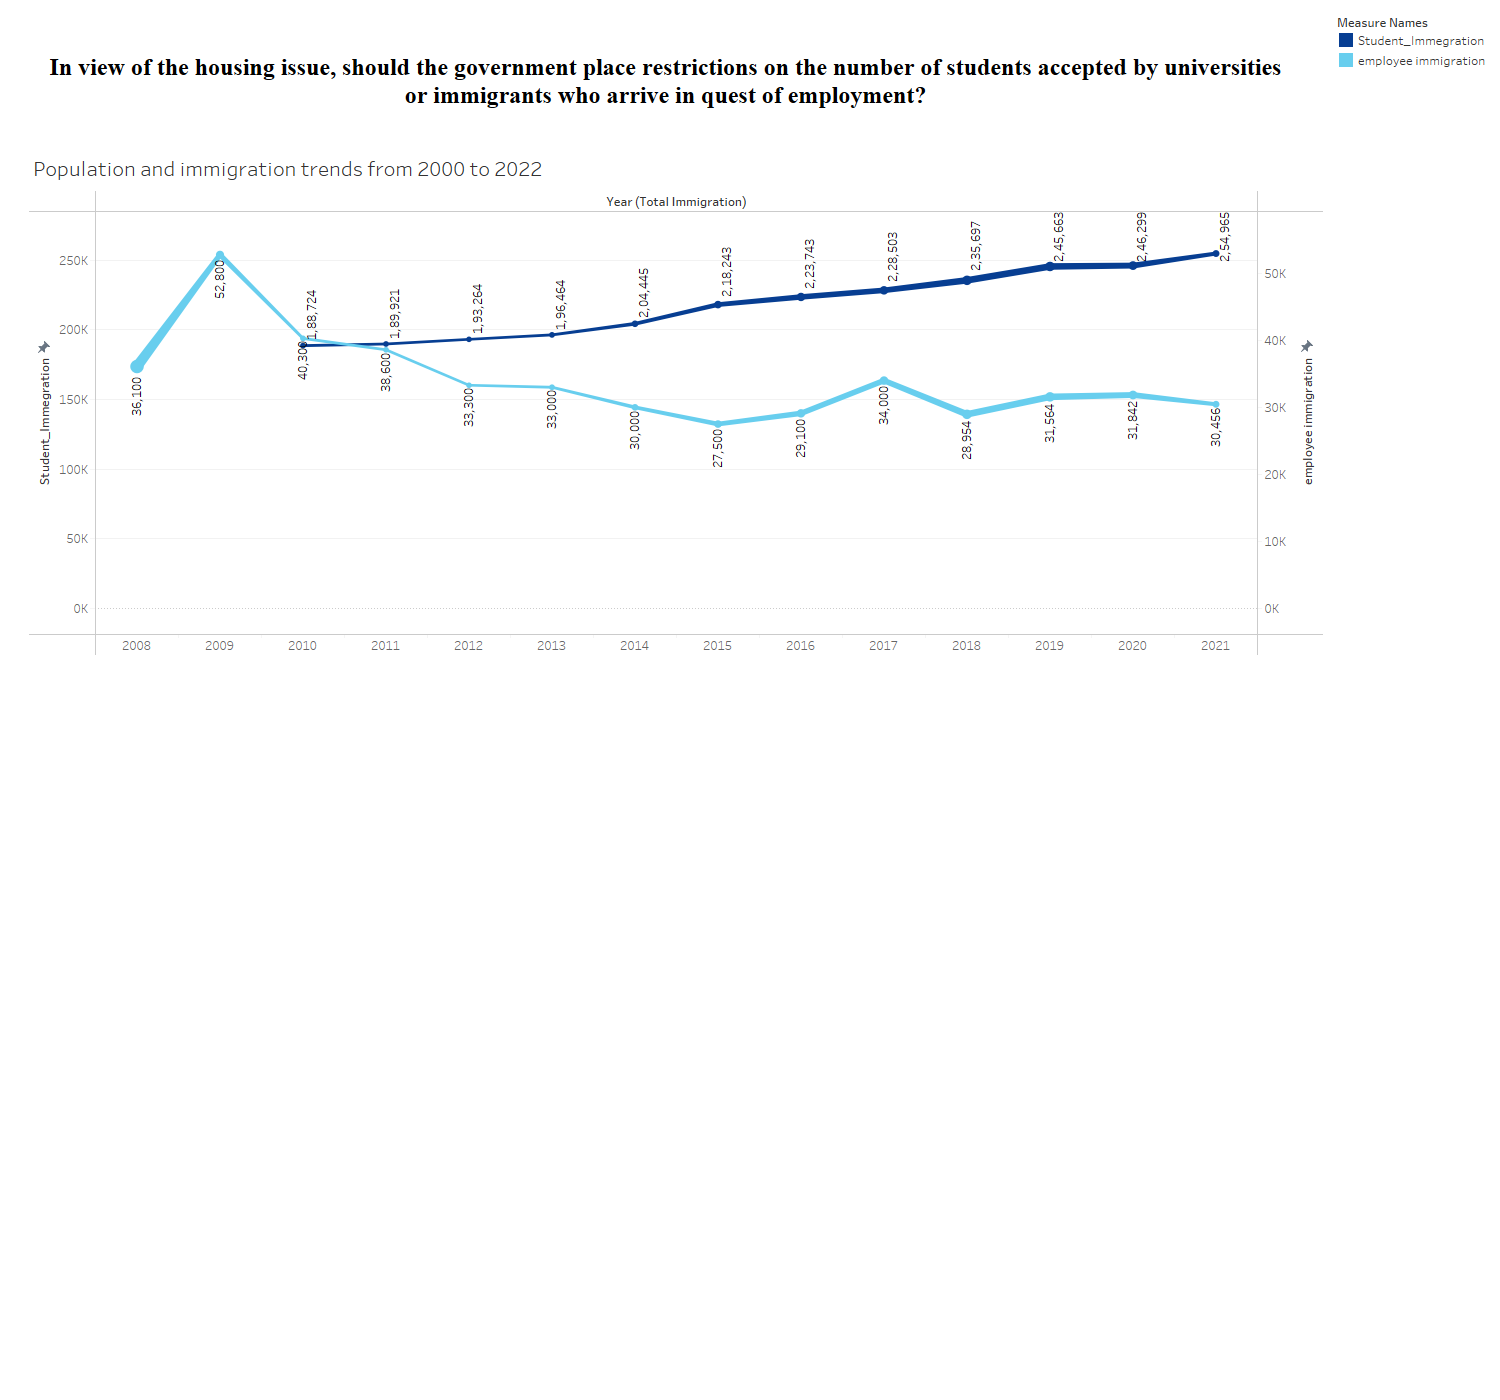 Measure Names
Student_Immegration
employee immigration
In view of the housing issue, should the government place restrictions on the number of students accepted by universities
or immigrants who arrive in quest of employment?
Population and immigration trends from 2000 to 2022
Year (Total Immigration)
250K
200K
150K
100K
50K
0K
Student_Immegration
36,100
52,800
40,300
38,600
33,300
33,000
30,000
27,500
29,100
34,000
28,954
31,564
31,842
30,456
1,88,724
1,89,921
1,93,264
1,96,464
2,04,445
2,18,243
2,23,743
2,28,503
2,35,697
2,45,663
2,46,299
2,54,965
50K
40K
30K
20K
10K
0K
employee immigration
2008 2009 2010 2011 2012 2013 2014 2015 2016 2017 2018 2019 2020 2021